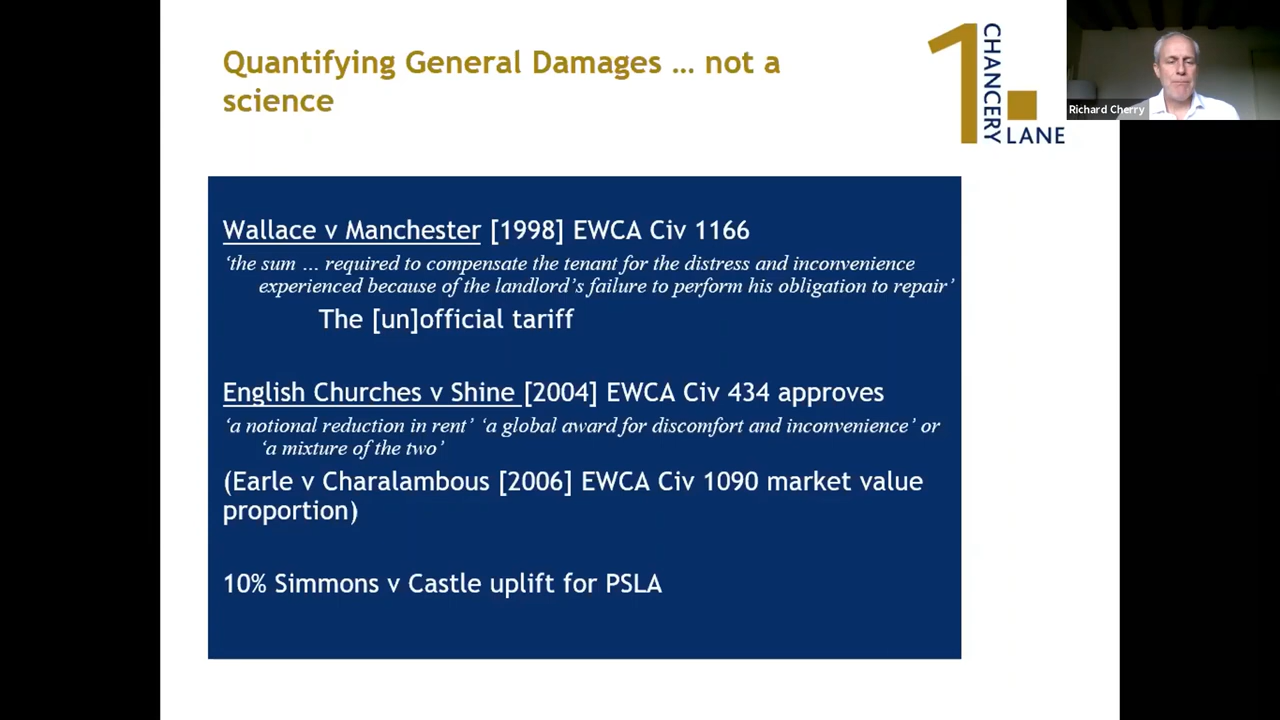 Quantifying General Damages … not a
science
1 CHANCERY
LANE
Richard Cherry
Wallace v Manchester [1998] EWCA Civ 1166
‘the sum … required to compensate the tenant for the distress and inconvenience
experienced because of the landlord’s failure to perform his obligation to repair’
The [un]official tariff
English Churches v Shine [2004] EWCA Civ 434 approves
‘a notional reduction in rent’ ‘a global award for discomfort and inconvenience’ or
‘a mixture of the two’
(Earle v Charalambous [2006] EWCA Civ 1090 market value
proportion)
10% Simmons v Castle uplift for PSLA